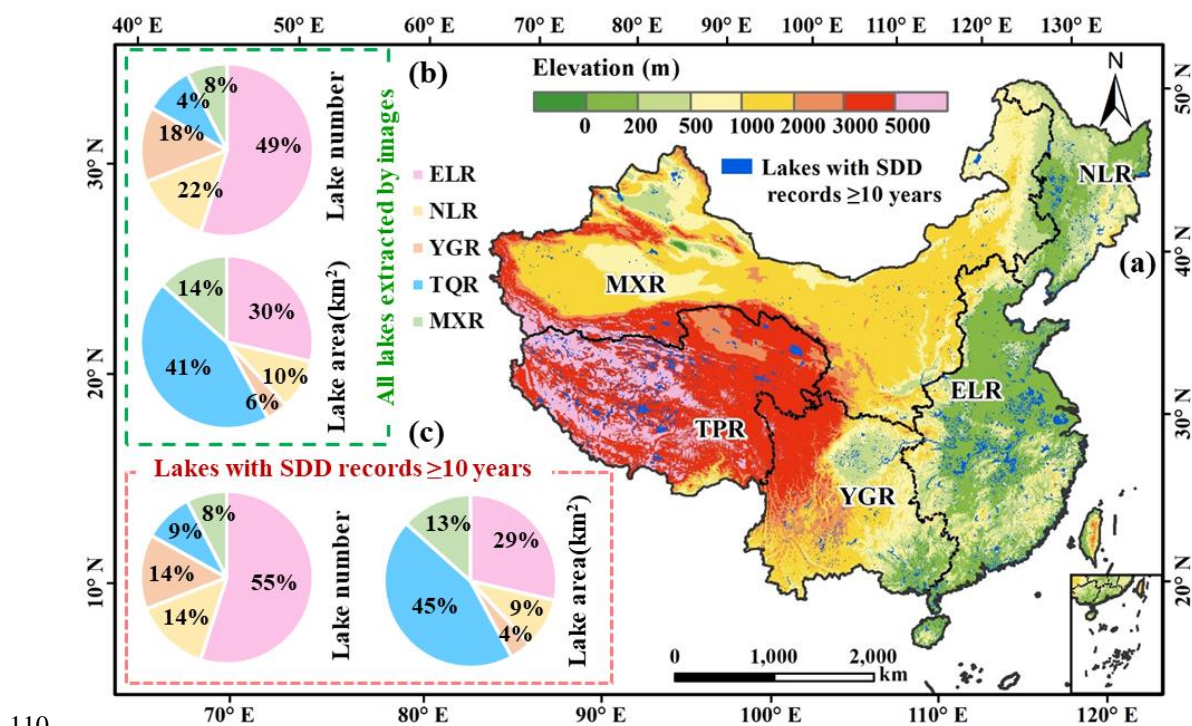 40° E 50° E 60° E 70° E 80° E 90° E 100° E 110° E 120° E 130° E
(b)
Elevation (m)
0 200 500 1000 2000 3000 5000
Lakes with SDD
records ≥10 years
N
50° N
40° N
30° N
20° N
30° N
20° N
10° N
8%
4%
18%
22%
49%
Lake number
14%
30%
41%
10%
6%
Lake area(km²)
All lakes extracted by images
ELR
NLR
YGR
TQR
MXR
(a)
NLR
MXR
ELR
TPR
YGR
(c)
Lakes with SDD records ≥10 years
8%
9%
14%
14%
55%
Lake number
13%
29%
45%
9%
4%
Lake area(km²)
0 1,000 2,000
km
70° E 80° E 90° E 100° E 110° E 120° E
110